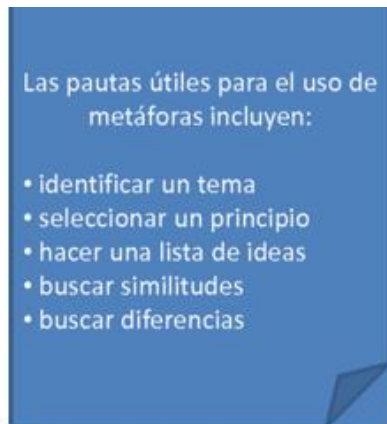 Las pautas útiles para el uso de
metáforas incluyen:
• identificar un tema
• seleccionar un principio
• hacer una lista de ideas
• buscar similitudes
• buscar diferencias